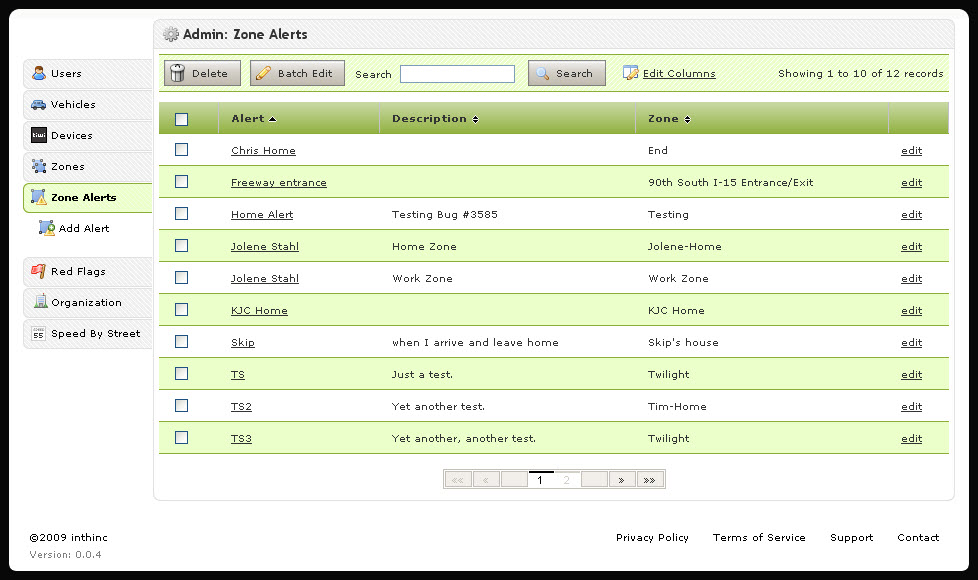 Admin: Zone Alerts
Users
Vehicles
tiwi Devices
Zones
Zone Alerts
Add Alert
Red Flags
Organization
55 Speed By Street
Delete Batch Edit Search Search Edit Columns Showing 1 to 10 of 12 records
Alert Description Zone
Chris Home End edit
Freeway entrance 90th South I-15 Entrance/Exit edit
Home Alert Testing Bug #3585 Testing edit
Jolene Stahl Home Zone Jolene-Home edit
Jolene Stahl Work Zone Work Zone edit
KJC Home KJC Home edit
Skip when I arrive and leave home Skip's house edit
TS Just a test. Twilight edit
TS2 Yet another test. Tim-Home edit
TS3 Yet another, another test. Twilight edit
«« « 1 2 » »»
©2009 inthinc Privacy Policy Terms of Service Support Contact
Version: 0.0.4